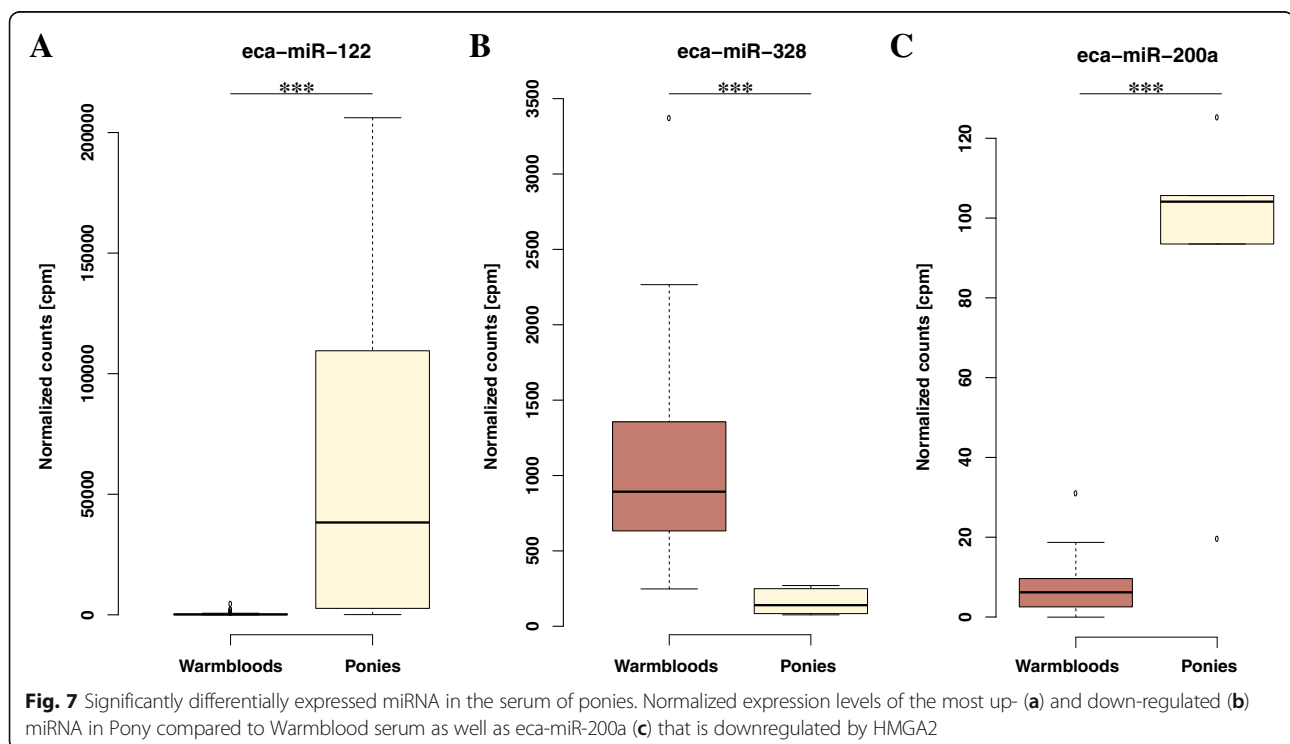 A
eca-miR-122
***
Normalized counts [cpm]
200000
150000
100000
50000
0
Warmbloods
Ponies
B
eca-miR-328
***
Normalized counts [cpm]
3500
3000
2500
2000
1500
1000
500
0
Warmbloods
Ponies
C
eca-miR-200a
***
Normalized counts [cpm]
120
100
80
60
40
20
0
Warmbloods
Ponies
Fig. 7 Significantly differentially expressed miRNA in the serum of ponies. Normalized expression levels of the most up- (a) and down-regulated (b)
miRNA in Pony compared to Warmblood serum as well as eca-miR-200a (c) that is downregulated by HMGA2